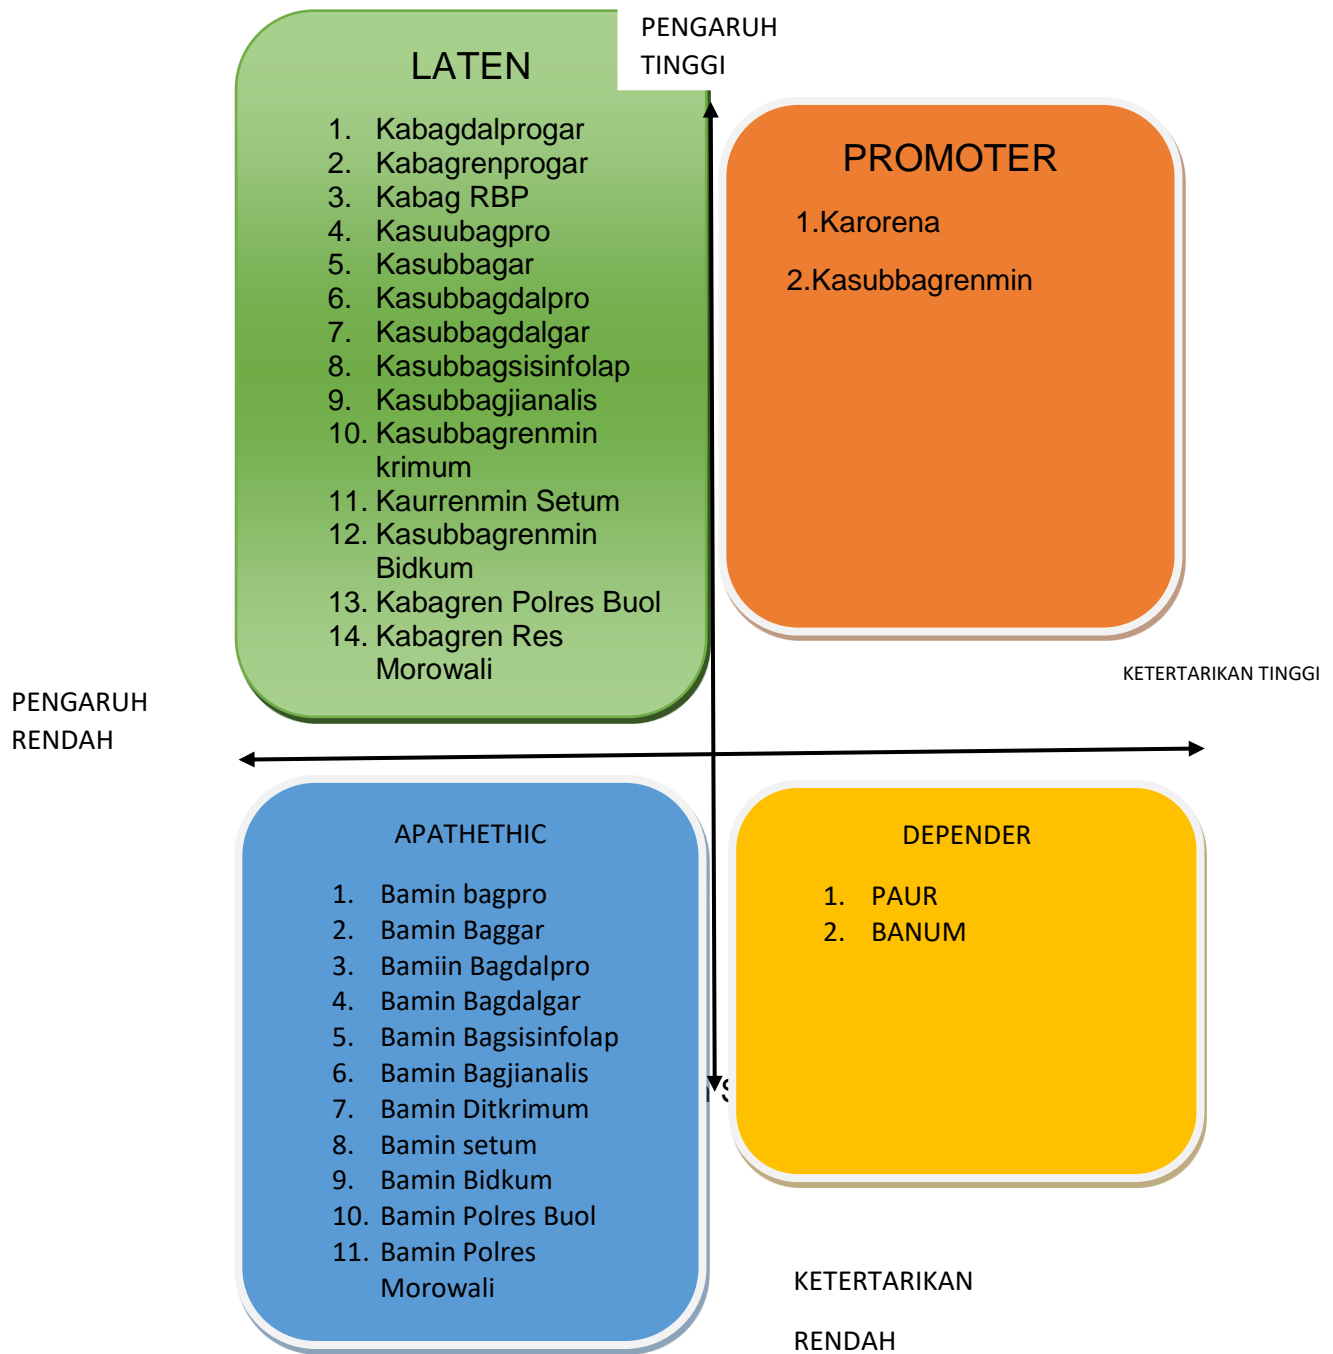 PENGARUH
TINGGI
LATEN
1. Kabagdalprogar
2. Kabagrenprogar
3. Kabag RBP
4. Kasuubagpro
5. Kasubbagar
6. Kasubbagdalpro
7. Kasubbagdalgar
8. Kasubbagsisinfolap
9. Kasubbagjianalis
10. Kasubbagrenmin
krimum
11. Kaurrenmin Setum
12. Kasubbagrenmin
Bidkum
13. Kabagren Polres Buol
14. Kabagren Res
Morowali
PROMOTER
1.Karorena
2.Kasubbagrenmin
KETERTARIKAN TINGGI
PENGARUH
RENDAH
APATHETHIC
1. Bamin bagpro
2. Bamin Baggar
3. Bamiin Bagdalpro
4. Bamin Bagdalgar
5. Bamin Bagsisinfolap
6. Bamin Bagjianalis
7. Bamin Ditkrimum
8. Bamin setum
9. Bamin Bidkum
10. Bamin Polres Buol
11. Bamin Polres
Morowali
DEPENDER
1. PAUR
2. BANUM
KETERTARIKAN
RENDAH